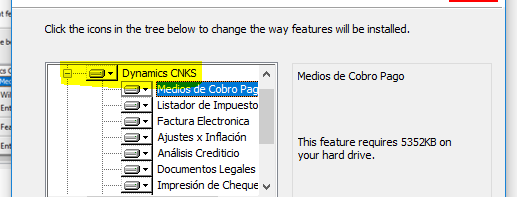 Click the icons in the tree below to change the way features will be installed.
Dynamics CNKS
Medios de Cobro Pag
Listador de Impuesto
Factura Electronica
Ajustes x Inflación
Análisis Crediticio
Documentos Legales
Impresión de Cheque
Medios de Cobro Pago
This feature requires 5352KB on
your hard drive.